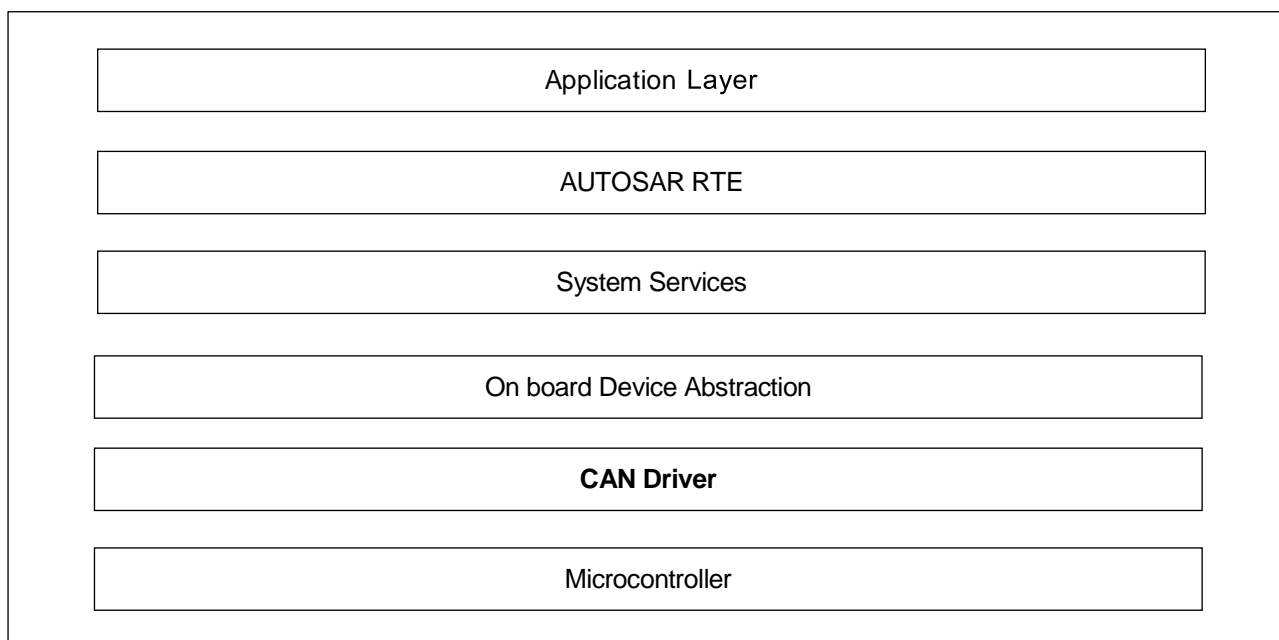 Application Layer
AUTOSAR RTE
System Services
On board Device Abstraction
CAN Driver
Microcontroller